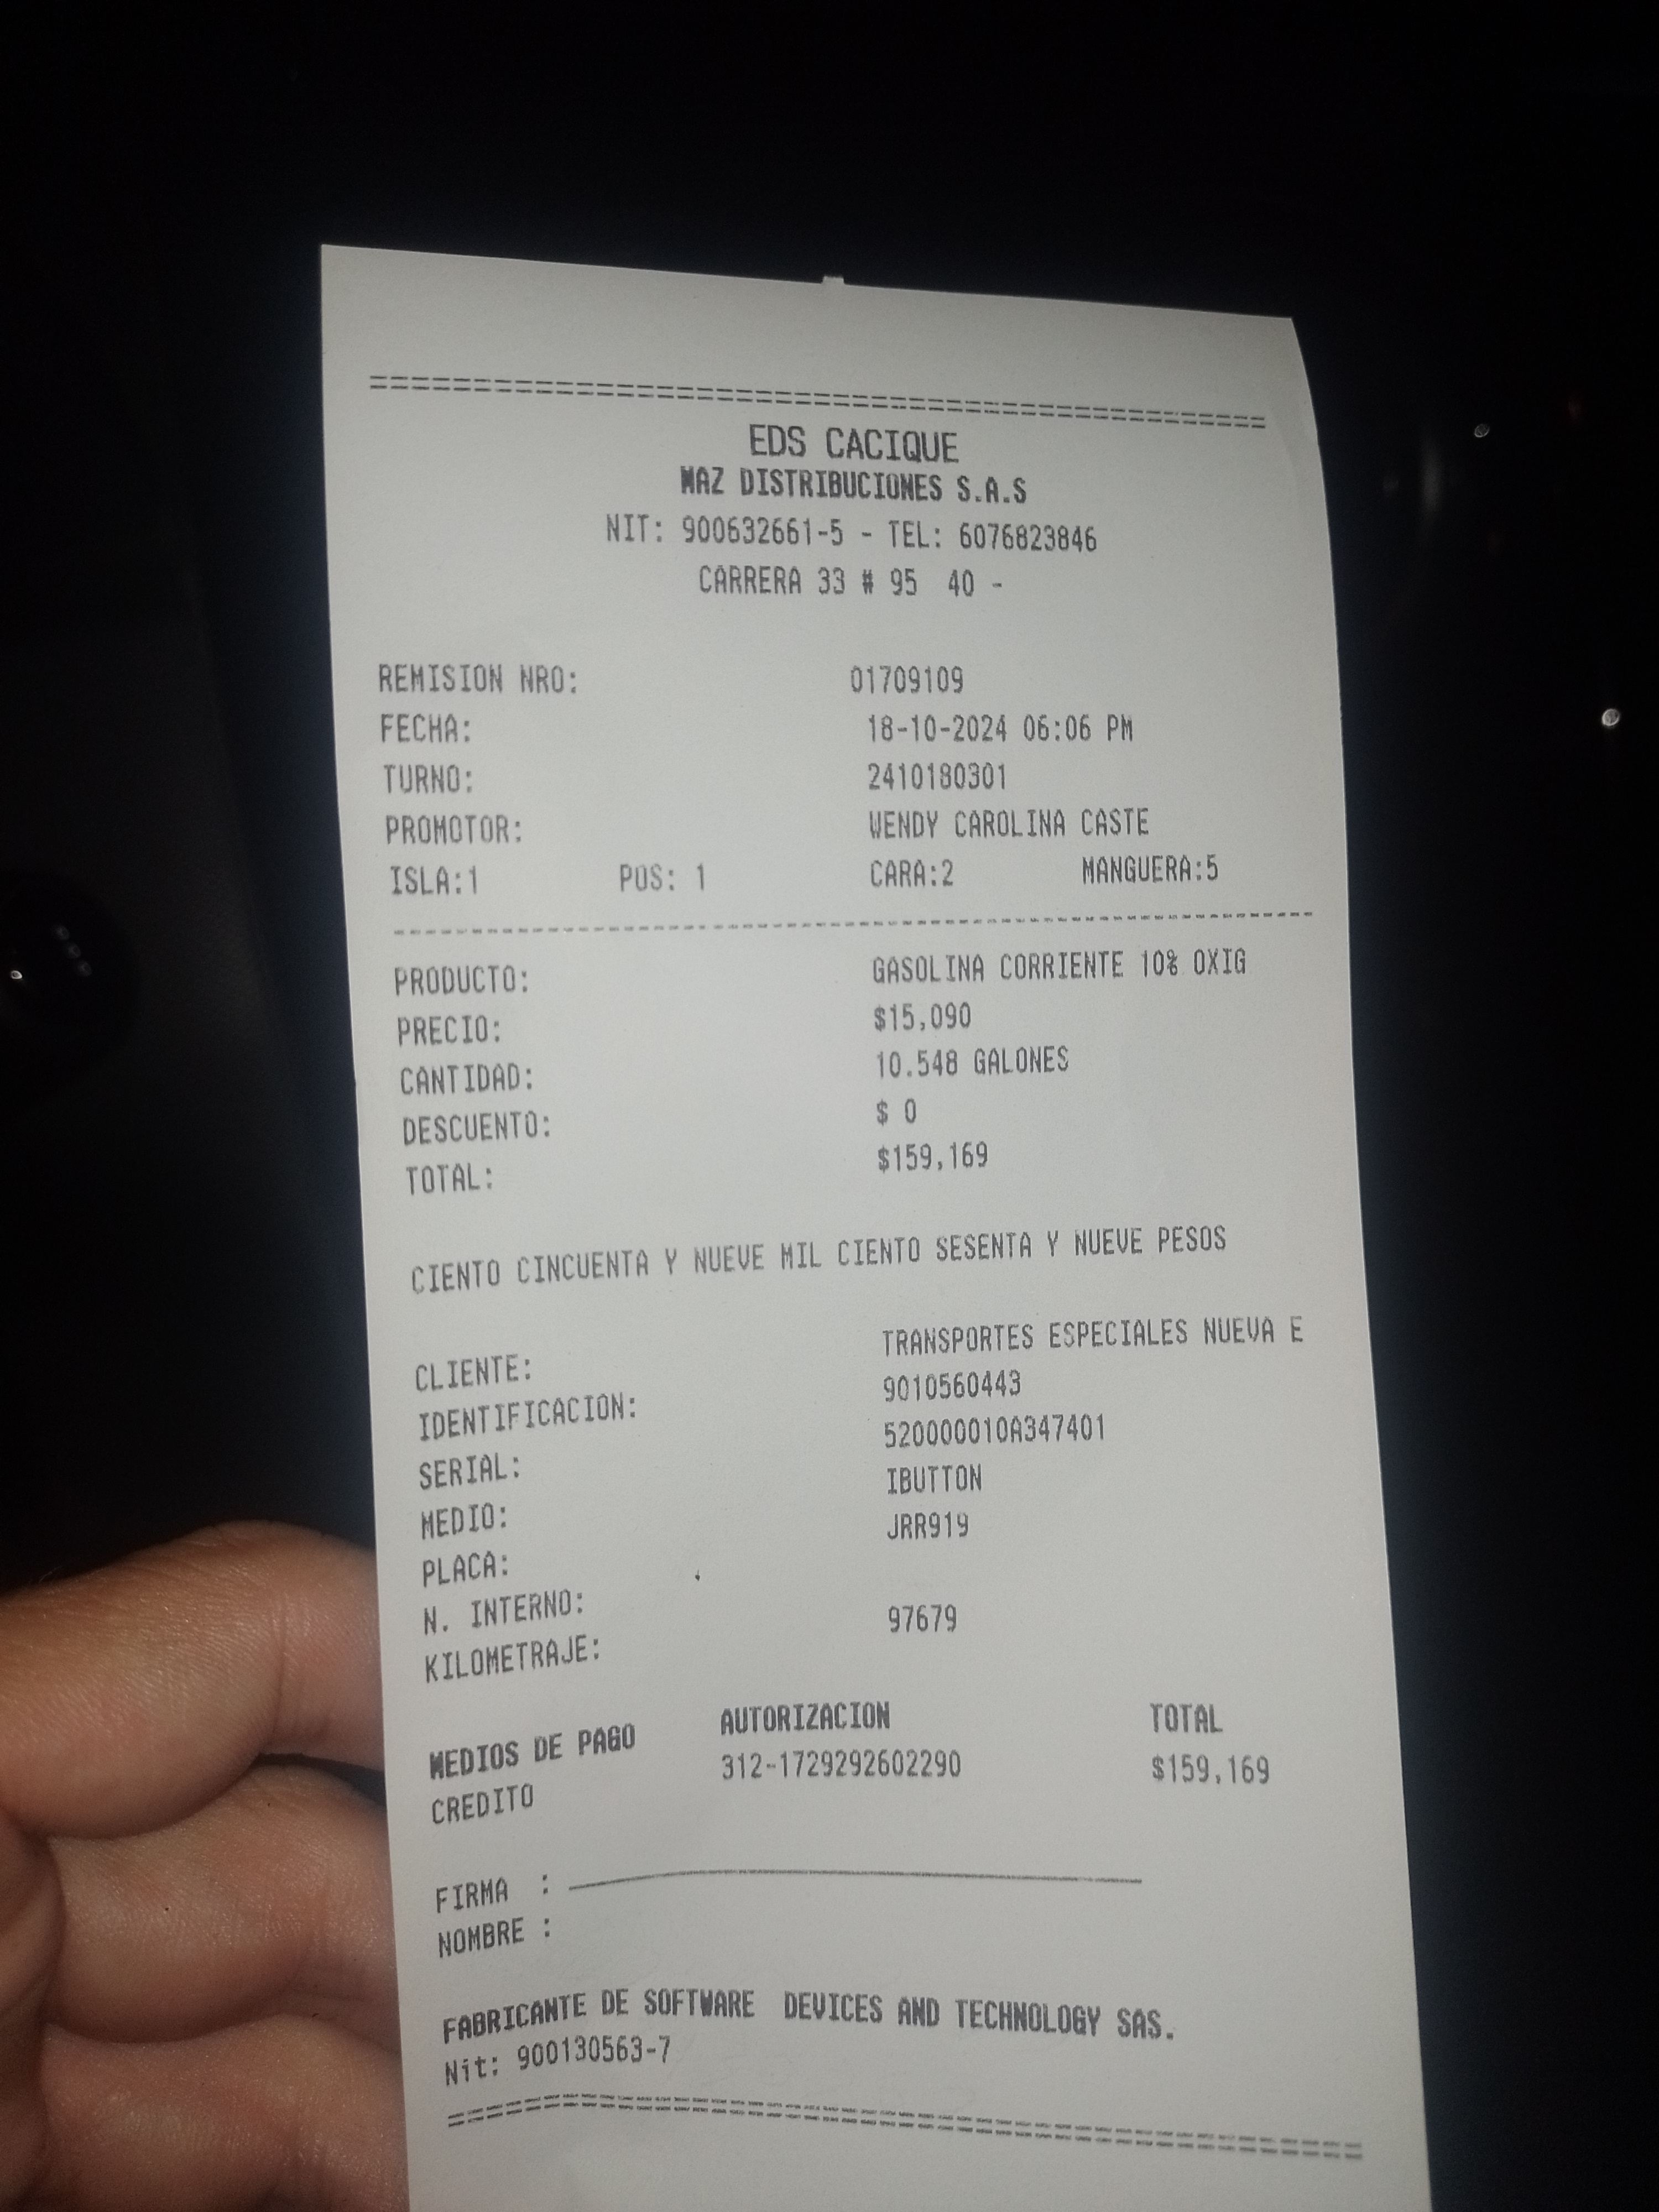 ================================================
EDS CACIQUE
MAZ DISTRIBUCIONES S.A.S
NIT: 900632661-5 - TEL: 6076823846
CARRERA 33 # 95 40 -
REMISION NRO: 01709109
FECHA: 18-10-2024 06:06 PM
TURNO: 2410180301
PROMOTOR: WENDY CAROLINA CASTE
ISLA:1 POS: 1 CARA:2 MANGUERA:5
------------------------------------------------
PRODUCTO: GASOLINA CORRIENTE 10% OXIG
PRECIO: $15,090
CANTIDAD: 10.548 GALONES
DESCUENTO: $ 0
TOTAL: $159,169
CIENTO CINCUENTA Y NUEVE MIL CIENTO SESENTA Y NUEVE PESOS
CLIENTE: TRANSPORTES ESPECIALES NUEVA E
IDENTIFICACION: 9010560443
SERIAL: 520000010A347401
MEDIO: IBUTTON
PLACA: JRR919
N. INTERNO:
KILOMETRAJE: 97679
MEDIOS DE PAGO AUTORIZACION TOTAL
CREDITO 312-1729292602290 $159,169
FIRMA : ______________________________
NOMBRE :
FABRICANTE DE SOFTWARE DEVICES AND TECHNOLOGY SAS.
Nit: 900130563-7
================================================